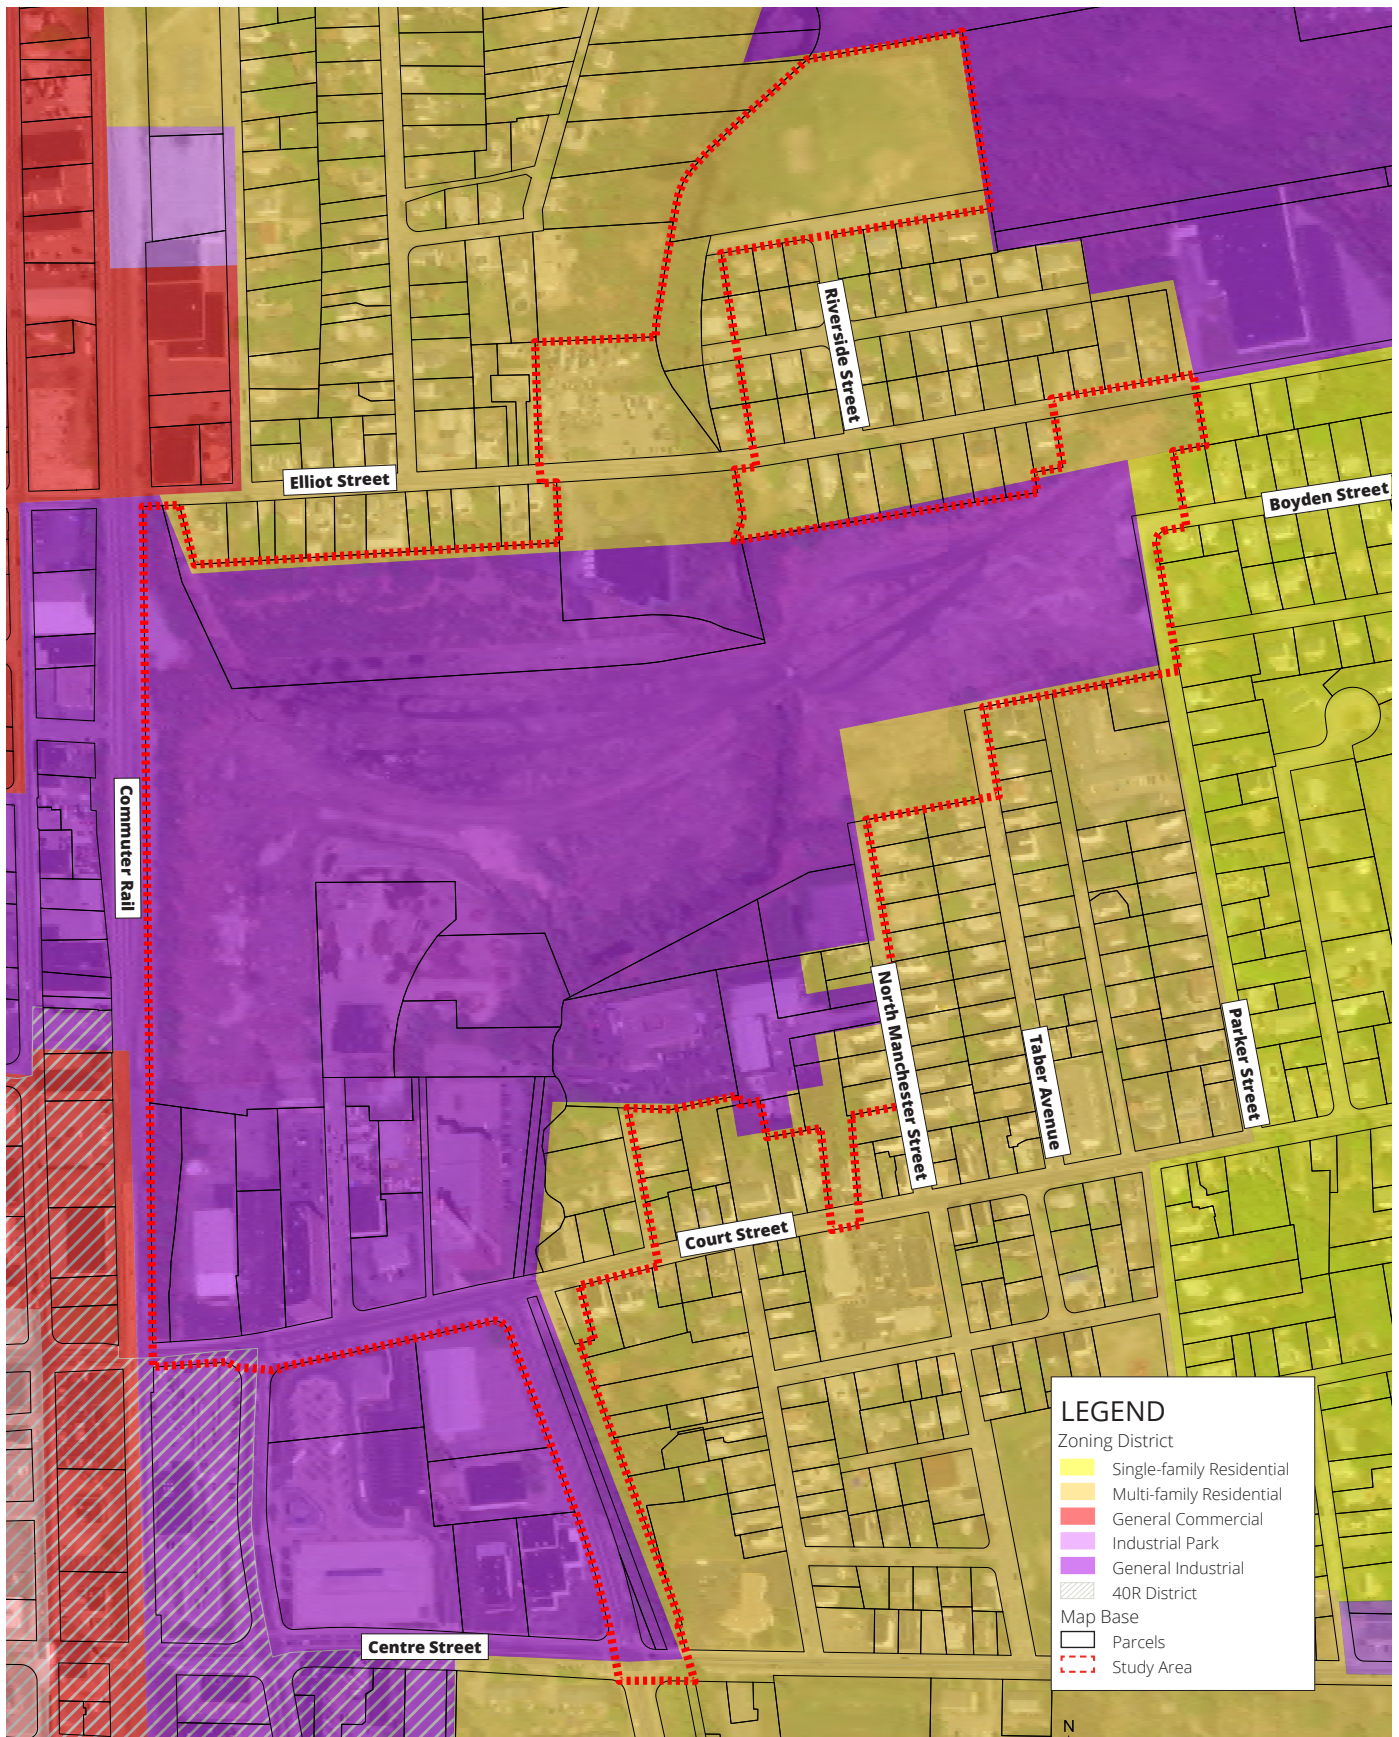 Riverside Street
Elliot Street
Boyden Street
Commuter Rail
North Manchester Street
Taber Avenue
Parker Street
Court Street
Centre Street
LEGEND
Zoning District
Single-family Residential
Multi-family Residential
General Commercial
Industrial Park
General Industrial
40R District
Map Base
Parcels
Study Area
N